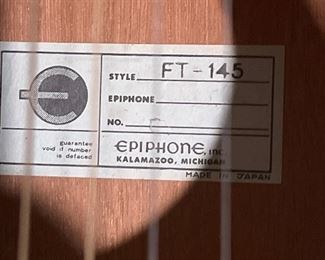 STYLE FT-145
EPIPHONE
NO.
guarantee
void if number
is defaced
EPIPHONE, INC.
KALAMAZOO, MICHIGAN
MADE IN JAPAN